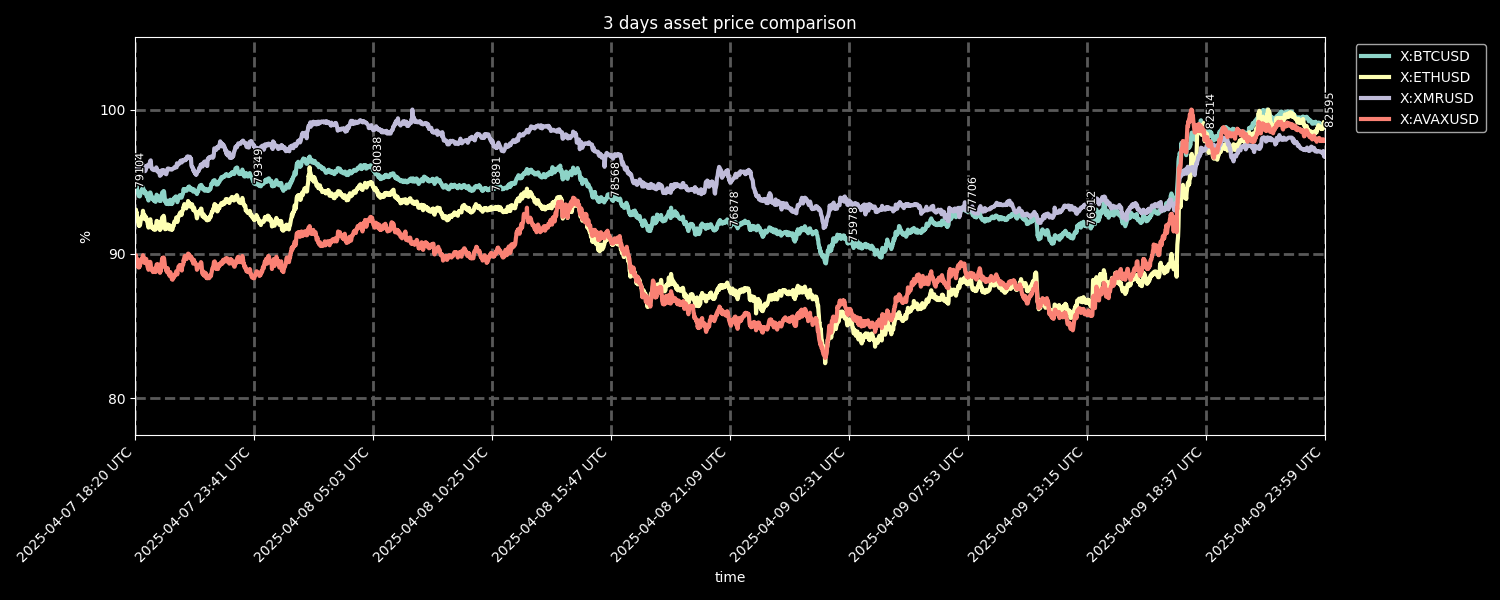 3 days asset price comparison
X:BTCUSD
X:ETHUSD
X:XMRUSD
X:AVAXUSD
100
90
80
%
79104
79349
80038
78891
78568
76878
75978
77706
76912
82514
82595
2025-04-07 18:20 UTC
2025-04-07 23:41 UTC
2025-04-08 05:03 UTC
2025-04-08 10:25 UTC
2025-04-08 15:47 UTC
2025-04-08 21:09 UTC
2025-04-09 02:31 UTC
2025-04-09 07:53 UTC
2025-04-09 13:15 UTC
2025-04-09 18:37 UTC
2025-04-09 23:59 UTC
time